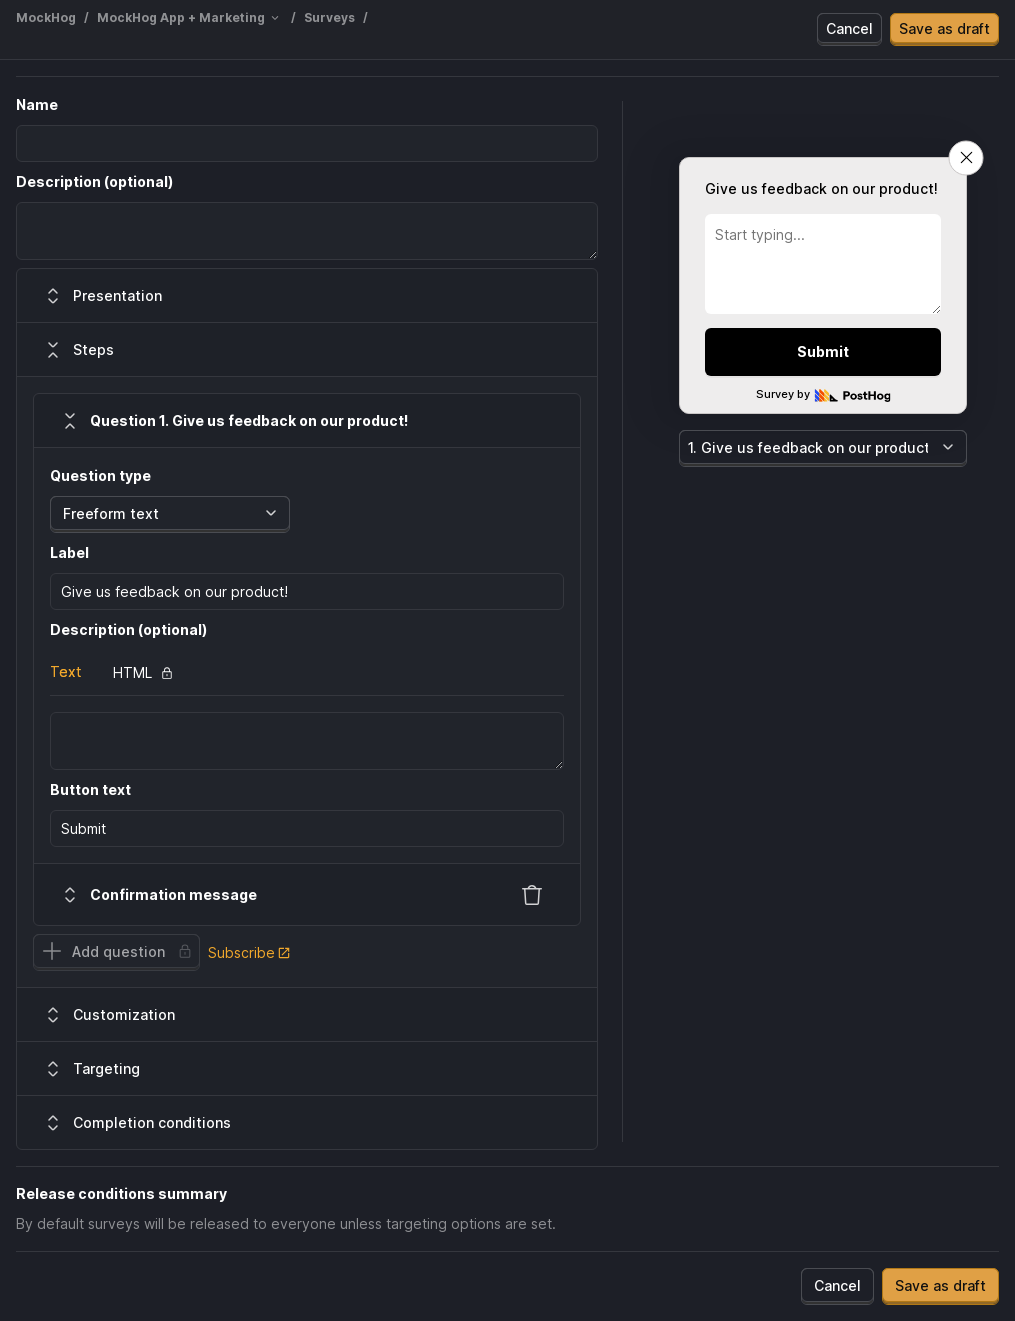 MockHog / MockHog App + Marketing / Surveys /
Cancel Save as draft
Name
Description (optional)
Presentation
Steps
Question 1. Give us feedback on our product!
Question type
Freeform text
Label
Give us feedback on our product!
Description (optional)
Text HTML
Button text
Submit
Confirmation message
Add question Subscribe
Customization
Targeting
Completion conditions
Give us feedback on our product!
Start typing...
Submit
Survey by PostHog
1. Give us feedback on our product
Release conditions summary
By default surveys will be released to everyone unless targeting options are set.
Cancel Save as draft